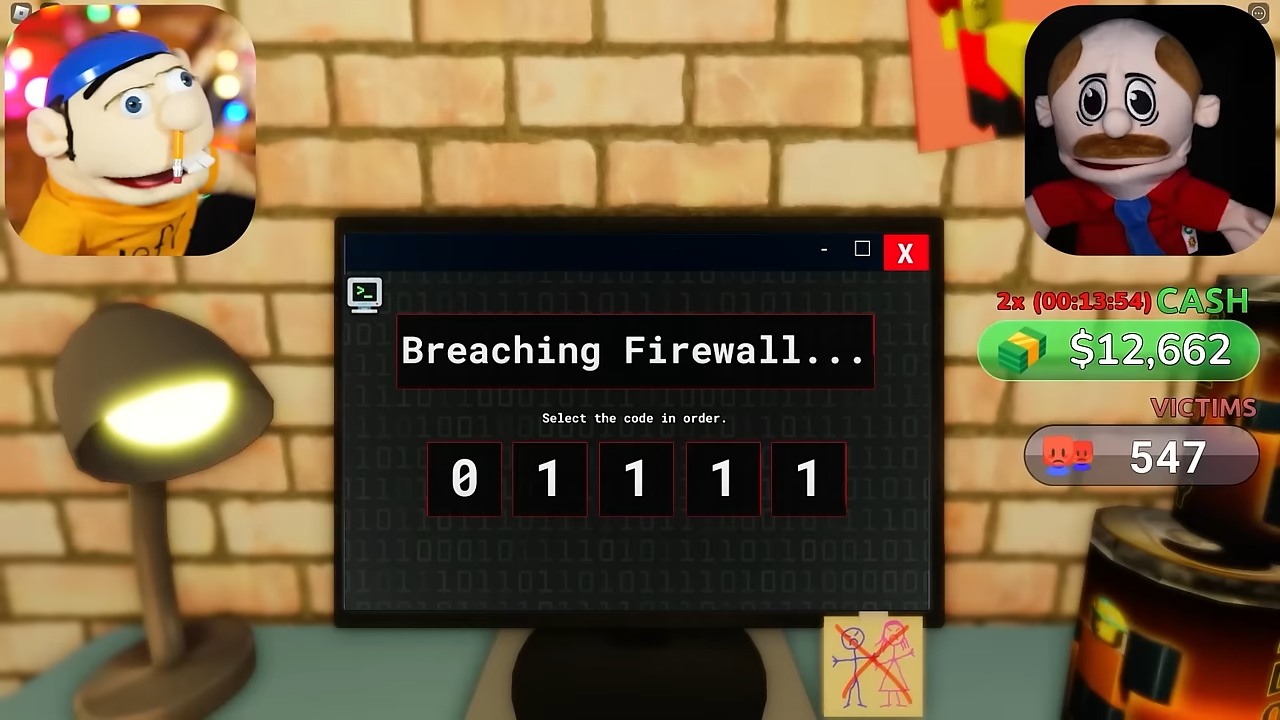 2x (00:13:54) CASH
$12,662
VICTIMS
547
- □ X
>_
Breaching Firewall...
Select the code in order.
0 1 1 1 1